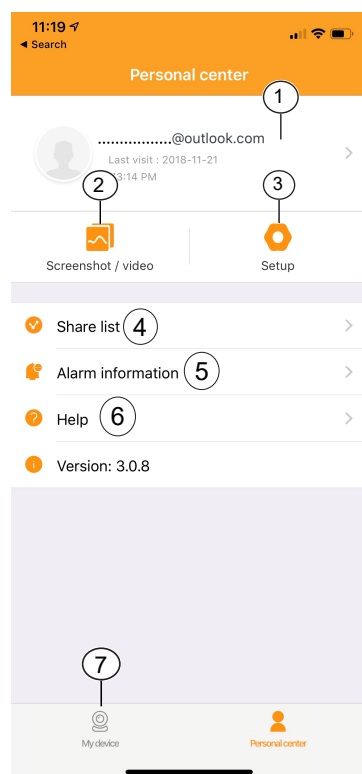 11:19
◀ Search
Personal center
1
.................@outlook.com
Last visit : 2018-11-21
3:14 PM
2
3
Screenshot / video
Setup
Share list 4
Alarm information 5
Help 6
Version: 3.0.8
7
My device
Personal center